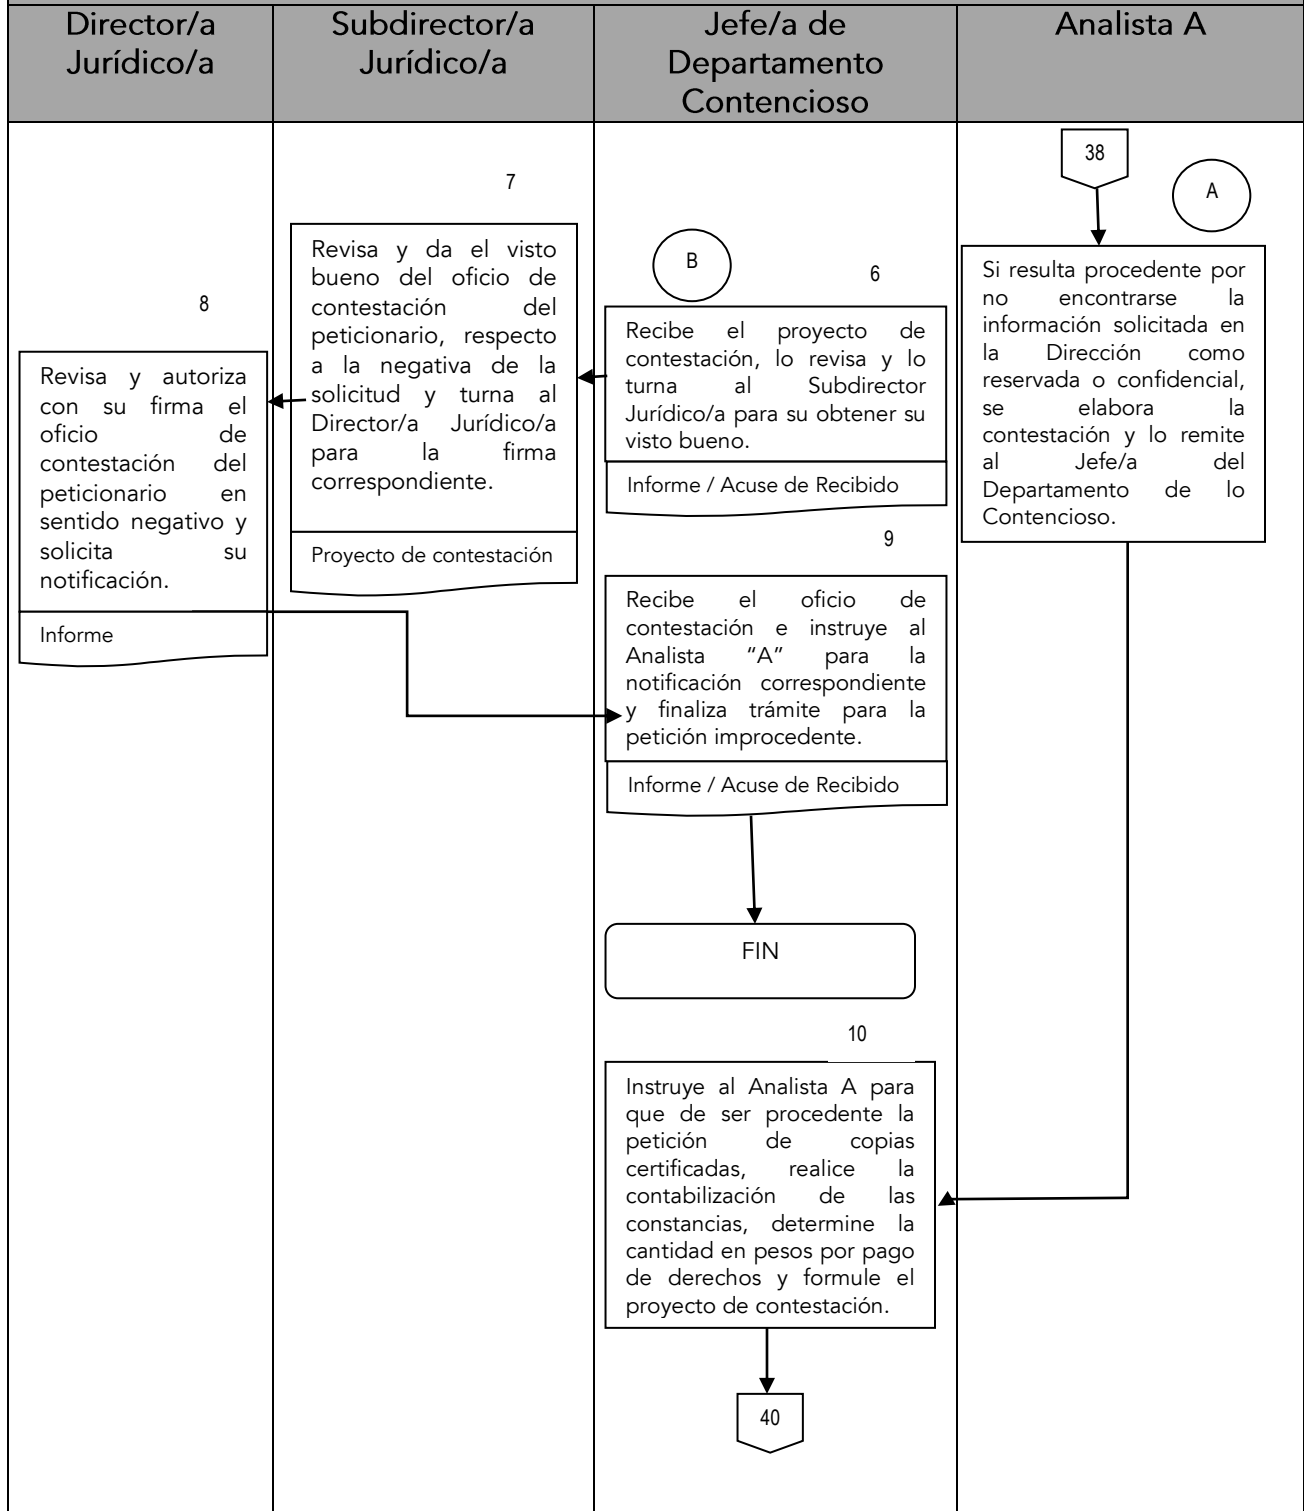 Director/a
Jurídico/a
Subdirector/a
Jurídico/a
Jefe/a de
Departamento
Contencioso
Analista A
8
Revisa y autoriza
con su firma el
oficio de
contestación del
peticionario en
sentido negativo y
solicita su
notificación.
Informe
7
Revisa y da el visto
bueno del oficio de
contestación del
peticionario, respecto
a la negativa de la
solicitud y turna al
Director/a Jurídico/a
para la firma
correspondiente.
Proyecto de contestación
B
6
Recibe el proyecto de
contestación, lo revisa y lo
turna al Subdirector
Jurídico/a para su obtener su
visto bueno.
Informe / Acuse de Recibido
9
Recibe el oficio de
contestación e instruye al
Analista “A” para la
notificación correspondiente
y finaliza trámite para la
petición improcedente.
Informe / Acuse de Recibido
FIN
10
Instruye al Analista A para
que de ser procedente la
petición de copias
certificadas, realice la
contabilización de las
constancias, determine la
cantidad en pesos por pago
de derechos y formule el
proyecto de contestación.
40
38
A
Si resulta procedente por
no encontrarse la
información solicitada en
la Dirección como
reservada o confidencial,
se elabora la
contestación y lo remite
al Jefe/a del
Departamento de lo
Contencioso.